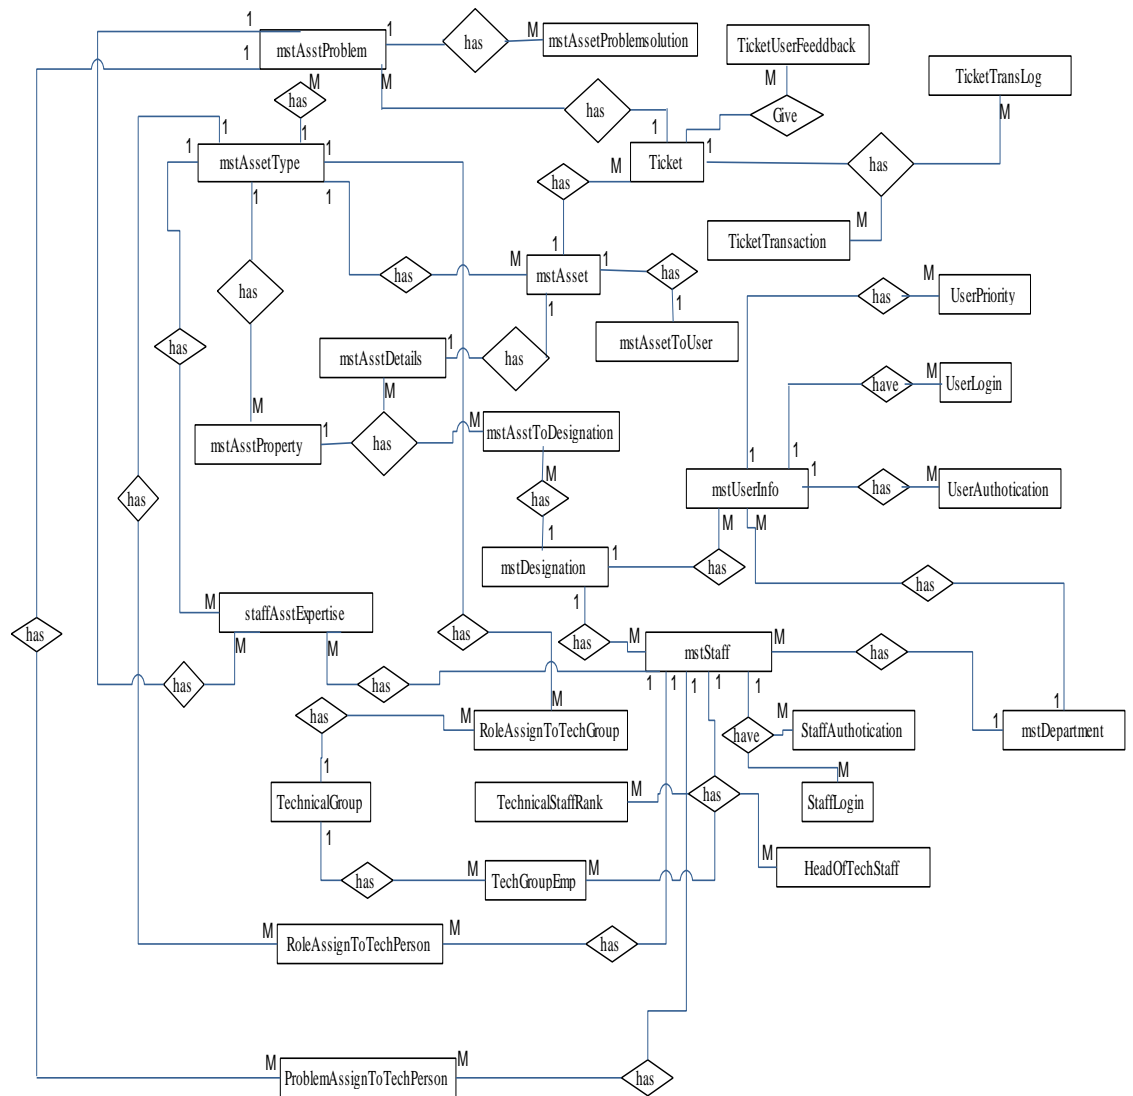 1
1
M
has
mstAssetProblemsolution
TicketUserFeeddback
mstAsstProblem
1
M
M
M
TicketTransLog
has
has
Give
M
1
1
1
1
1
M
Ticket
1
mstAssetType
has
has
M
1
1
has
M
TicketTransaction
1
M
1
has
M
mstAsset
has
UserPriority
has
has
1
1
M
mstAssetToUser
has
mstAsstDetails
1
has
have
M
UserLogin
M
M
M
mstAsstToDesignation
mstAsstProperty
1
has
1
1
1
M
has
M
has
mstUserInfo
has
UserAuthotication
1
M
M
mstDesignation
1
has
has
1
M
staffAsstExpertise
has
M
M
has
M
has
M
mstStaff
M
has
has
has
1
1
1
1
1
M
1
1
has
M
RoleAssignToTechGroup
have
M
StaffAuthotication
mstDepartment
1
M
TechnicalGroup
TechnicalStaffRank
M
has
StaffLogin
1
M
has
M
TechGroupEmp
M
HeadOfTechStaff
M
RoleAssignToTechPerson
M
has
M
ProblemAssignToTechPerson
M
has